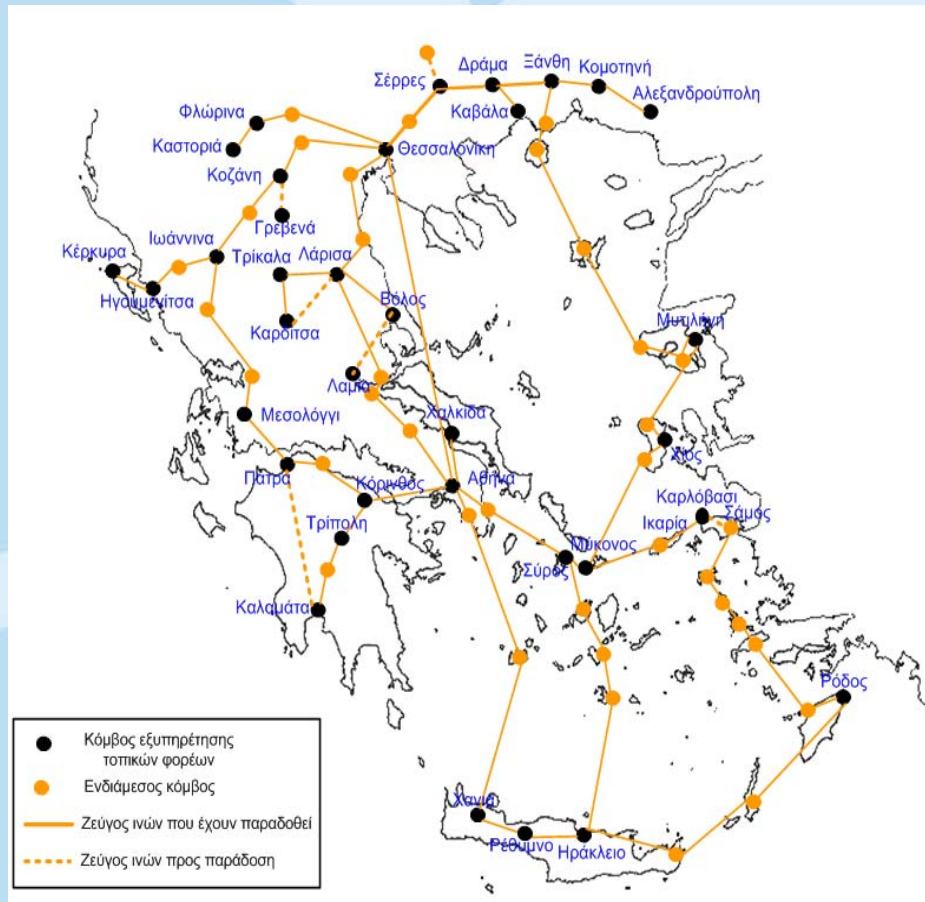 Σέρρες
Δράμα
Ξάνθη
Κομοτηνή
Αλεξανδρούπολη
Καβάλα
Φλώρινα
Καστοριά
Θεσσαλονίκη
Κοζάνη
Γρεβενά
Ιωάννινα
Κέρκυρα
Ηγουμενίτσα
Τρίκαλα
Λάρισα
Βόλος
Καρδίτσα
Λαμία
Μυτιλήνη
Μεσολόγγι
Χαλκίδα
Χίος
Πάτρα
Κόρινθος
Αθήνα
Καρλόβασι
Σάμος
Ικαρία
Τρίπολη
Μύκονος
Σύρος
Καλαμάτα
Ρόδος
Χανιά
Ρέθυμνο
Ηράκλειο
Κόμβος εξυπηρέτησης
τοπικών φορέων
Ενδιάμεσος κόμβος
Ζεύγος ινών που έχουν παραδοθεί
Ζεύγος ινών προς παράδοση